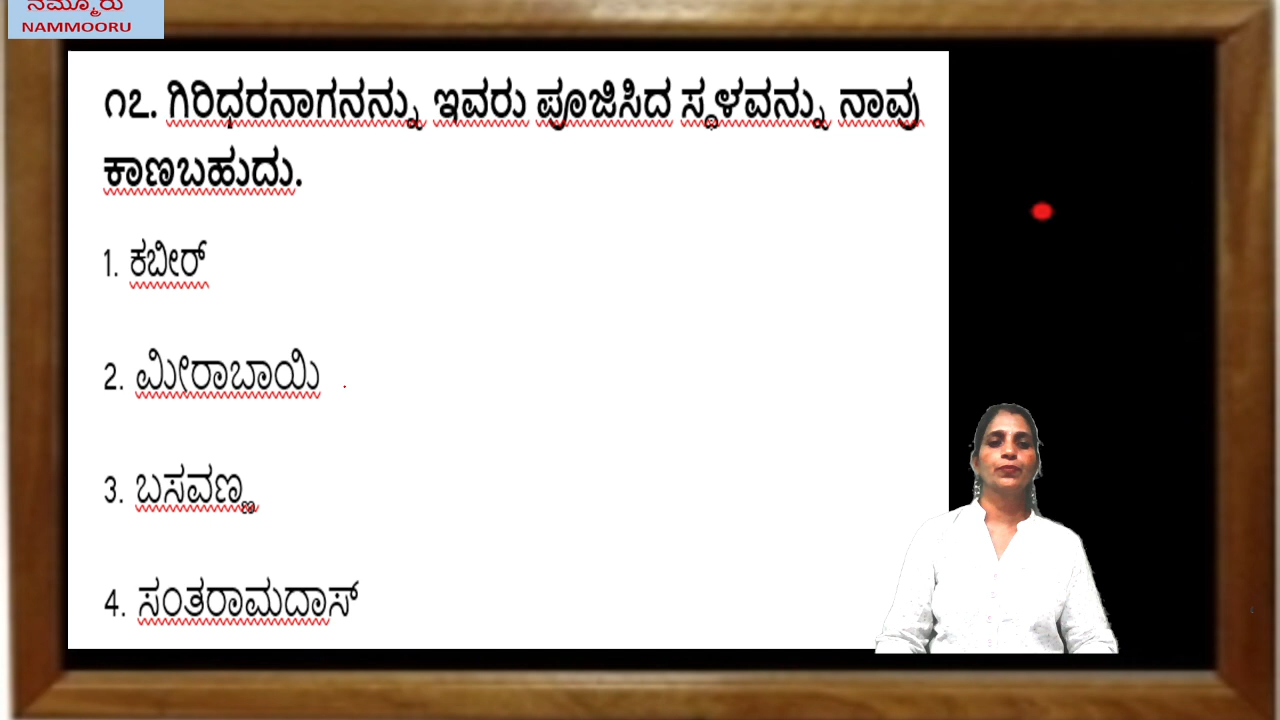 ನಮ್ಮೂರು
NAMMOORU
೧೭. ಗಿರಿಧರನಾಗನನ್ನು ಇವರು ಪೂಜಿಸಿದ ಸ್ಥಳವನ್ನು ನಾವು
ಕಾಣಬಹುದು.
1. ಕಬೀರ್
2. ಮೀರಾಬಾಯಿ
3. ಬಸವಣ್ಣ
4. ಸಂತರಾಮದಾಸ್